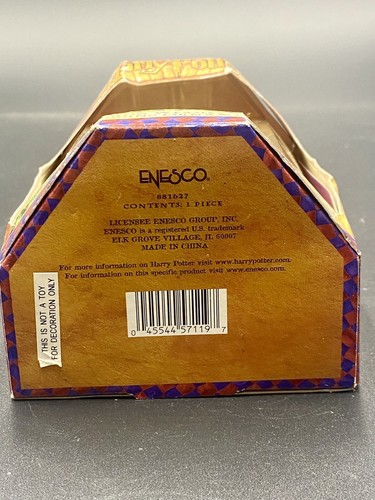 ENESCO.
881627
CONTENTS: 1 PIECE
LICENSEE ENESCO GROUP, INC.
ENESCO is a registered U.S. trademark
ELK GROVE VILLAGE, IL 60007
MADE IN CHINA
For more information on Harry Potter visit www.harrypotter.com.
For information on this specific product visit www.enesco.com.
THIS IS NOT A TOY
FOR DECORATION ONLY
0 45544 57119 7